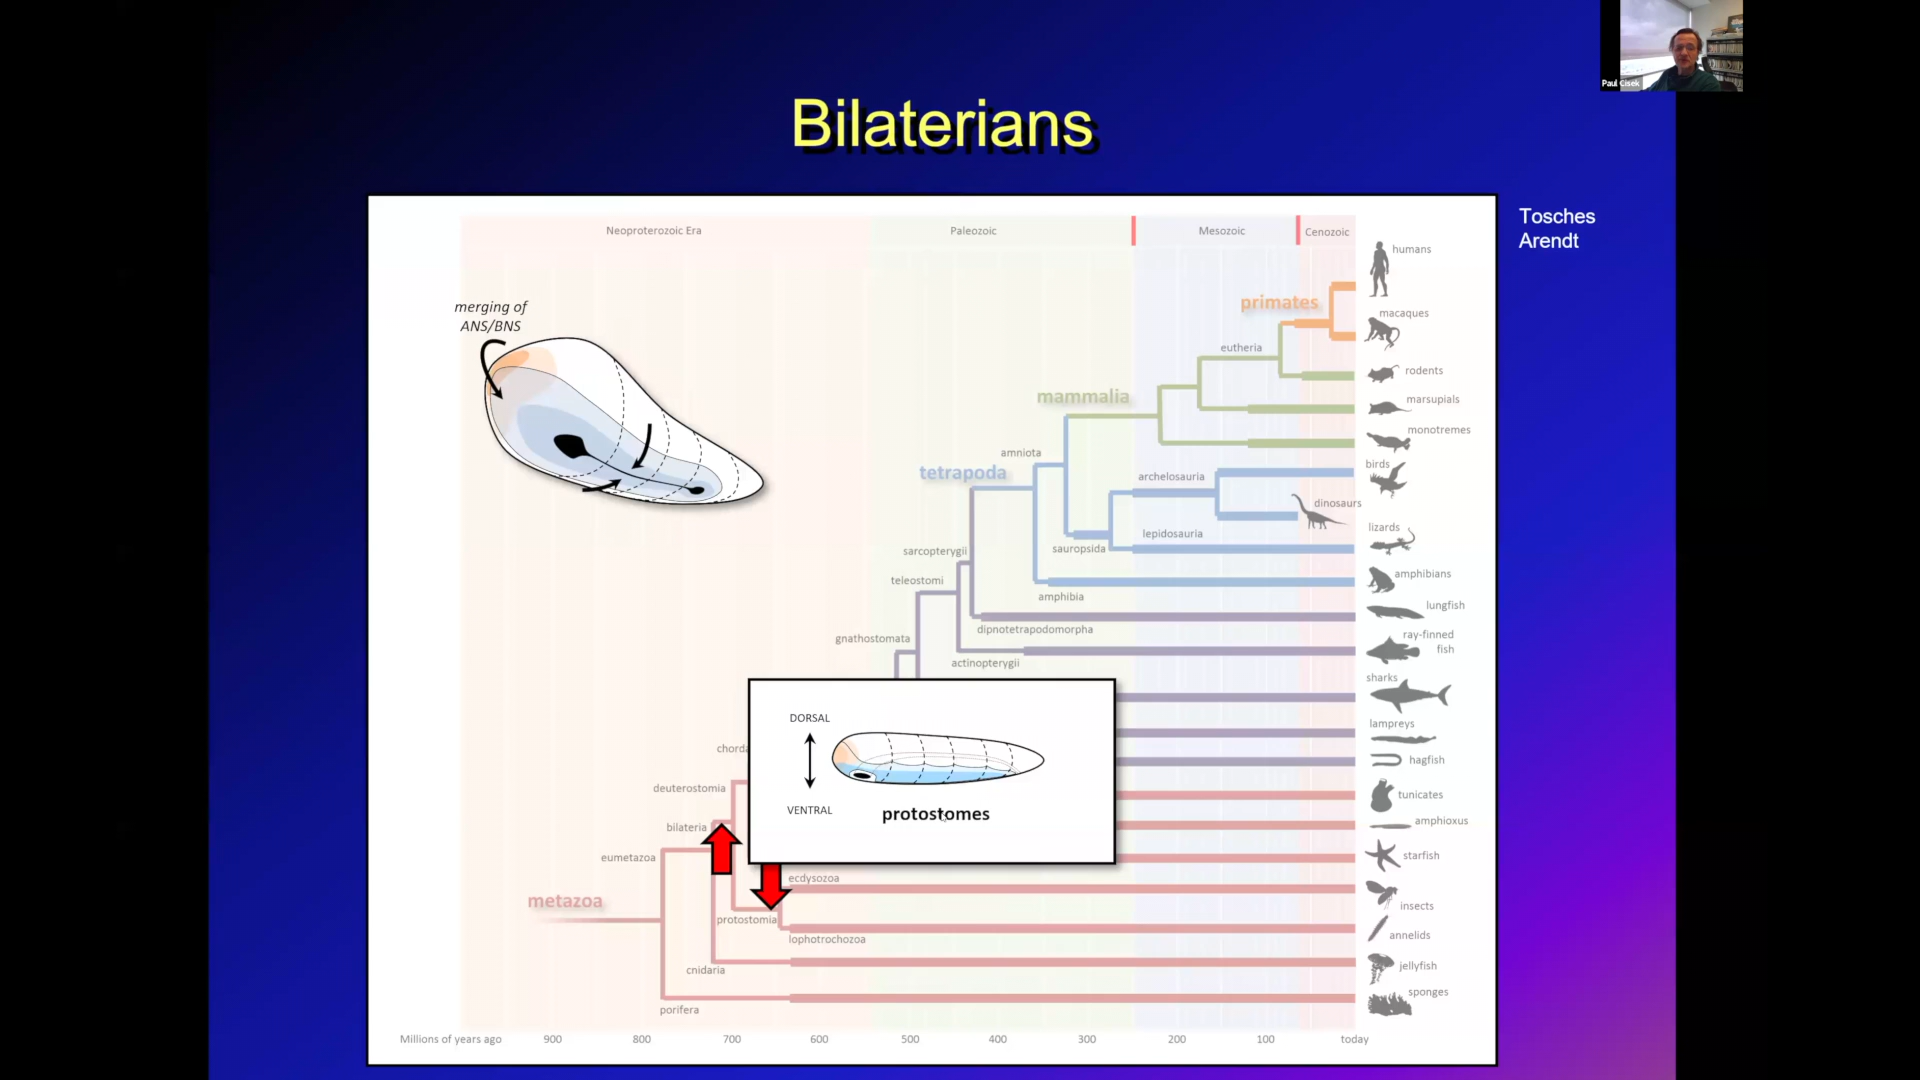 Paul Cisek
Bilaterians
Tosches
Arendt
Neoproterozoic Era
Paleozoic
Mesozoic
Cenozoic
humans
merging of
ANS/BNS
primates
macaques
eutheria
rodents
mammalia
marsupials
monotremes
amniota
birds
tetrapoda
archelosauria
dinosaurs
lizards
lepidosauria
sarcopterygii
sauropsida
teleostomi
amphibians
amphibia
lungfish
dipnotetrapodomorpha
gnathostomata
ray-finned
fish
actinopterygii
sharks
DORSAL
lampreys
chorda
hagfish
deuterostomia
tunicates
VENTRAL
protostomes
amphioxus
bilateria
eumetazoa
starfish
ecdysozoa
metazoa
insects
protostomia
lophotrochozoa
annelids
cnidaria
jellyfish
sponges
porifera
Millions of years ago 900 800 700 600 500 400 300 200 100 today